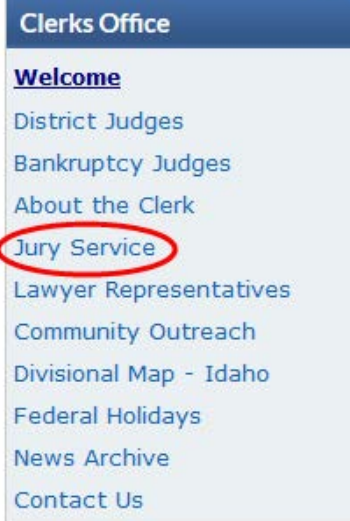 Clerks Office
Welcome
District Judges
Bankruptcy Judges
About the Clerk
Jury Service
Lawyer Representatives
Community Outreach
Divisional Map - Idaho
Federal Holidays
News Archive
Contact Us